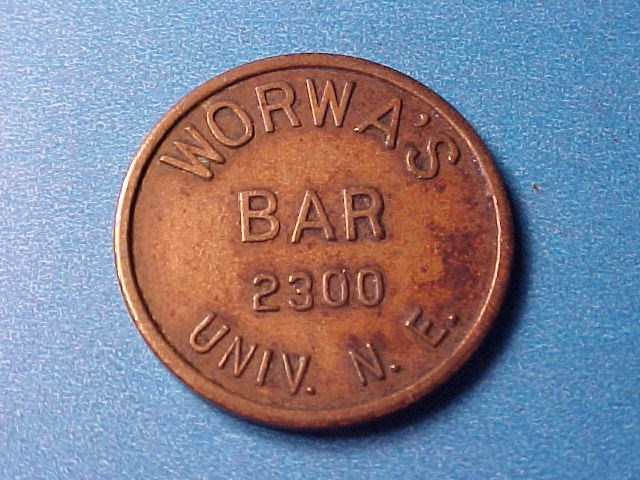 WORWA'S
BAR
2300
UNIV. N. E.